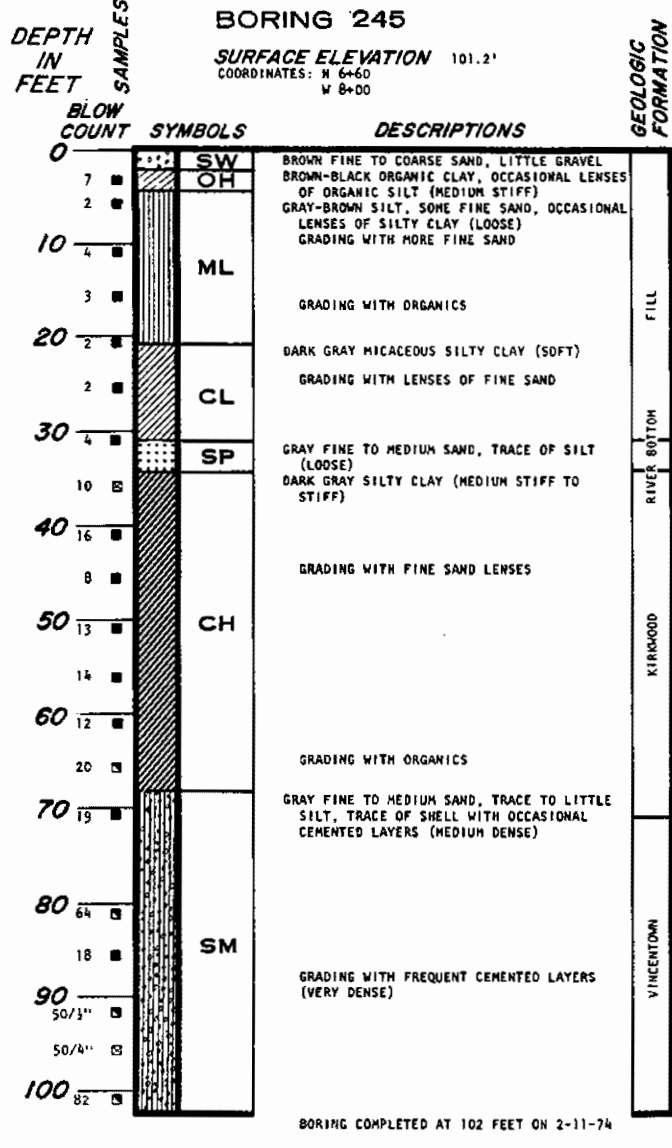 BORING 245
DEPTH IN FEET
SAMPLES
SURFACE ELEVATION 101.2'
COORDINATES: N 6+60
W 8+00
GEOLOGIC FORMATION
BLOW COUNT
SYMBOLS
DESCRIPTIONS
0
SW
BROWN FINE TO COARSE SAND, LITTLE GRAVEL
7
OH
BROWN-BLACK ORGANIC CLAY, OCCASIONAL LENSES
OF ORGANIC SILT (MEDIUM STIFF)
2
GRAY-BROWN SILT, SOME FINE SAND, OCCASIONAL
LENSES OF SILTY CLAY (LOOSE)
10
4
GRADING WITH MORE FINE SAND
ML
3
GRADING WITH ORGANICS
FILL
20
2
DARK GRAY MICACEOUS SILTY CLAY (SOFT)
2
CL
GRADING WITH LENSES OF FINE SAND
30
4
SP
GRAY FINE TO MEDIUM SAND, TRACE OF SILT
(LOOSE)
RIVER BOTTOM
10
DARK GRAY SILTY CLAY (MEDIUM STIFF TO
STIFF)
40
16
8
GRADING WITH FINE SAND LENSES
50
13
CH
KIRKWOOD
14
60
12
20
GRADING WITH ORGANICS
70
19
GRAY FINE TO MEDIUM SAND, TRACE TO LITTLE
SILT, TRACE OF SHELL WITH OCCASIONAL
CEMENTED LAYERS (MEDIUM DENSE)
80
64
18
SM
GRADING WITH FREQUENT CEMENTED LAYERS
(VERY DENSE)
VINCENTOWN
90
50/4"
100
82
BORING COMPLETED AT 102 FEET ON 2-11-74